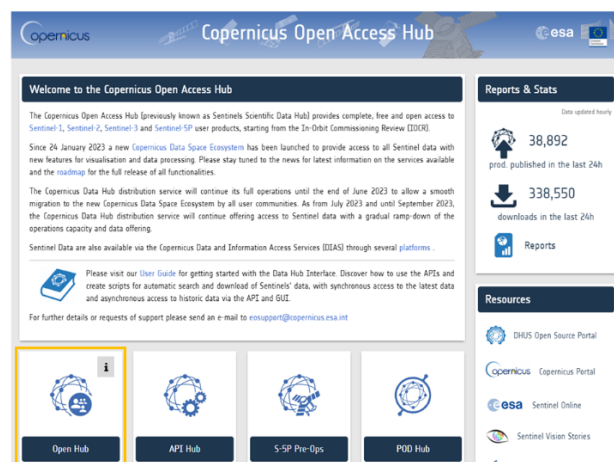 opernicus
Copernicus Open Access Hub
esa
Welcome to the Copernicus Open Access Hub
The Copernicus Open Access Hub (previously known as Sentinels Scientific Data Hub) provides complete, free and open access to
Sentinel-1, Sentinel-2, Sentinel-3 and Sentinel-5P user products, starting from the In-Orbit Commissioning Review (IOCR).
Since 24 January 2023 a new Copernicus Data Space Ecosystem has been launched to provide access to all Sentinel data with
new features for visualisation and data processing. Please stay tuned to the news for latest information on the services available
and the roadmap for the full release of all functionalities.
The Copernicus Data Hub distribution service will continue its full operations until the end of June 2023 to allow a smooth
migration to the new Copernicus Data Space Ecosystem by all user communities. As from July 2023 and until September 2023,
the Copernicus Data Hub distribution service will continue offering access to Sentinel data with a gradual ramp-down of the
operations capacity and data offering.
Sentinel Data are also available via the Copernicus Data and Information Access Services (DIAS) through several platforms .
Please visit our User Guide for getting started with the Data Hub Interface. Discover how to use the APIs and
create scripts for automatic search and download of Sentinels' data, with synchronous access to the latest data
and asynchronous access to historic data via the API and GUI.
For further details or requests of support please send an e-mail to eosupport@copernicus.esa.int
i
Open Hub
API Hub
S-5P Pre-Ops
POD Hub
Reports & Stats
Data updated hourly
38,892
prod. published in the last 24h
338,550
downloads in the last 24h
Reports
Resources
DHUS Open Source Portal
opernicus Copernicus Portal
esa Sentinel Online
Sentinel Vision Stories